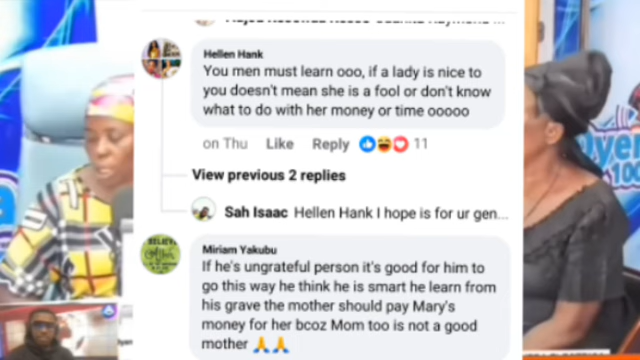 Hellen Hank
You men must learn ooo, if a lady is nice to
you doesn't mean she is a fool or don't know
what to do with her money or time ooooo
on Thu Like Reply 11
View previous 2 replies
Sah Isaac Hellen Hank I hope is for ur gen...
Miriam Yakubu
If he's ungrateful person it's good for him to
go this way he think he is smart he learn from
his grave the mother should pay Mary's
money for her bcoz Mom too is not a good
mother 🙏🙏
BELIEVE
100